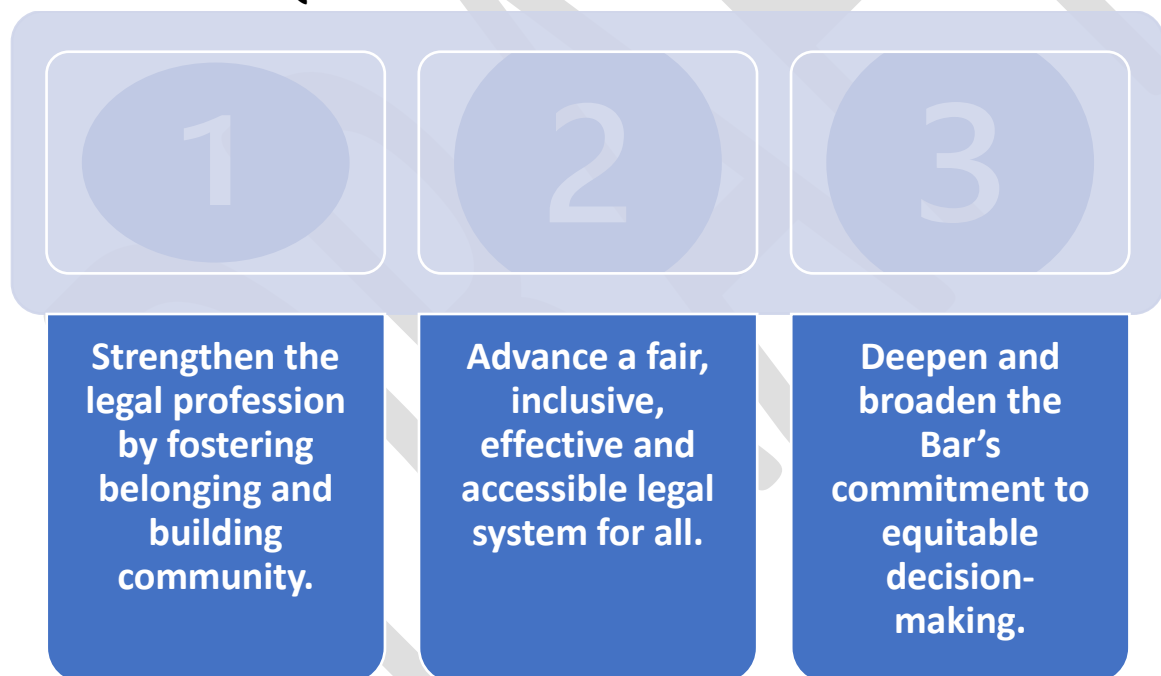 1
2
3
Strengthen the
legal profession
by fostering
belonging and
building
community.
Advance a fair,
inclusive,
effective and
accessible legal
system for all.
Deepen and
broaden the
Bar’s
commitment to
equitable
decision-
making.